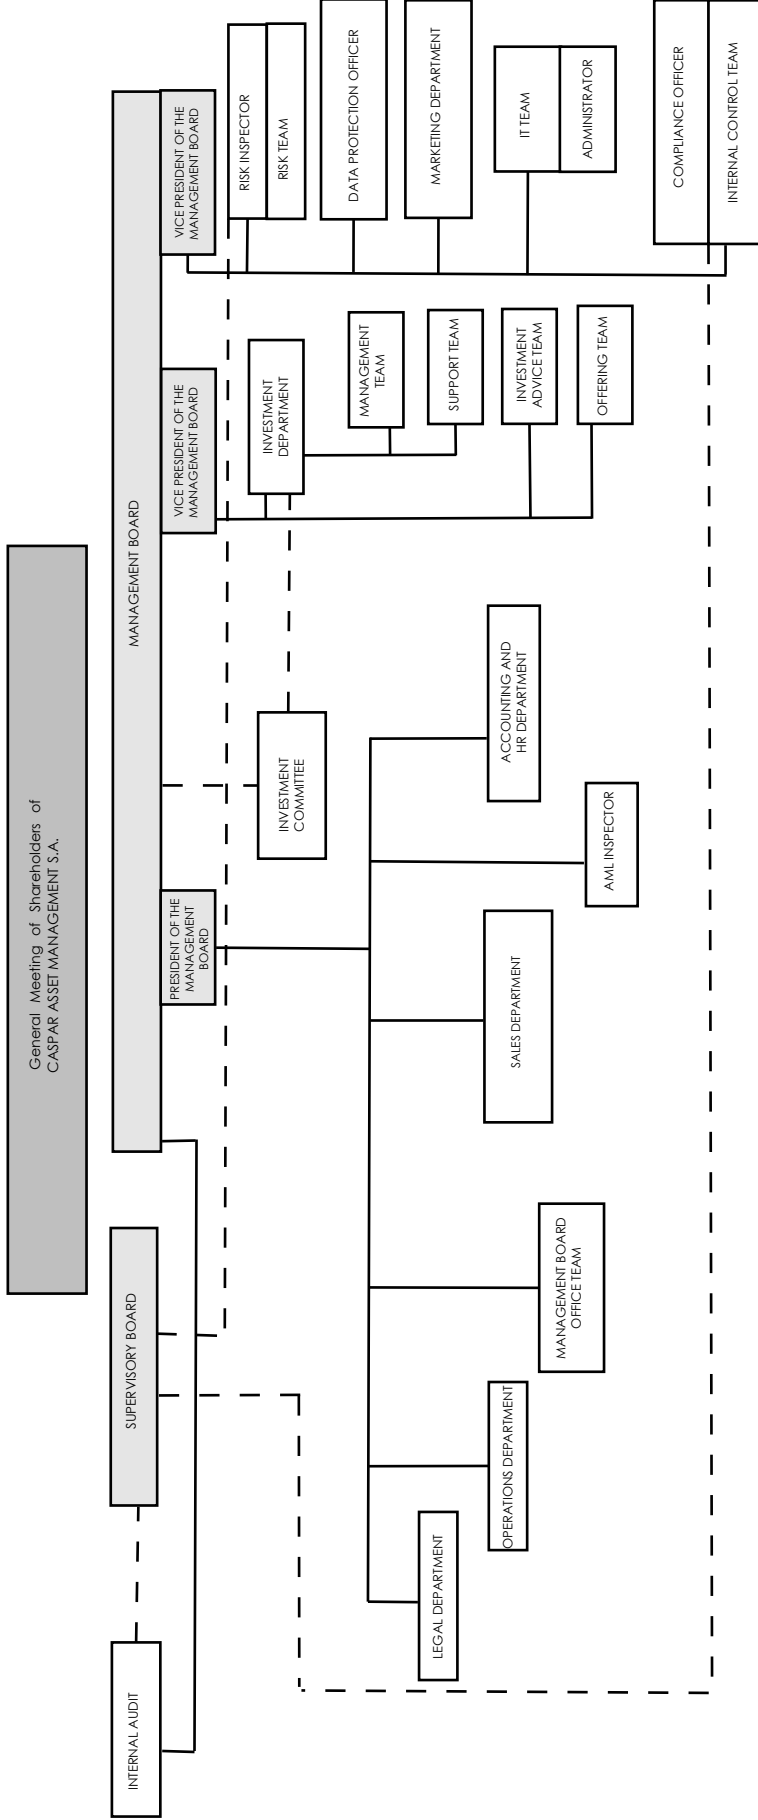 General Meeting of Shareholders of
CASPAR ASSET MANAGEMENT S.A.
INTERNAL AUDIT
SUPERVISORY BOARD
MANAGEMENT BOARD
PRESIDENT OF THE
MANAGEMENT
BOARD
VICE PRESIDENT OF THE
MANAGEMENT BOARD
VICE PRESIDENT OF THE
MANAGEMENT BOARD
INVESTMENT
COMMITTEE
INVESTMENT
DEPARTMENT
RISK INSPECTOR
RISK TEAM
MANAGEMENT
TEAM
DATA PROTECTION OFFICER
LEGAL DEPARTMENT
SUPPORT TEAM
MARKETING DEPARTMENT
OPERATIONS DEPARTMENT
MANAGEMENT BOARD
OFFICE TEAM
SALES DEPARTMENT
AML INSPECTOR
ACCOUNTING AND
HR DEPARTMENT
INVESTMENT
ADVICE TEAM
OFFERING TEAM
IT TEAM
ADMINISTRATOR
COMPLIANCE OFFICER
INTERNAL CONTROL TEAM